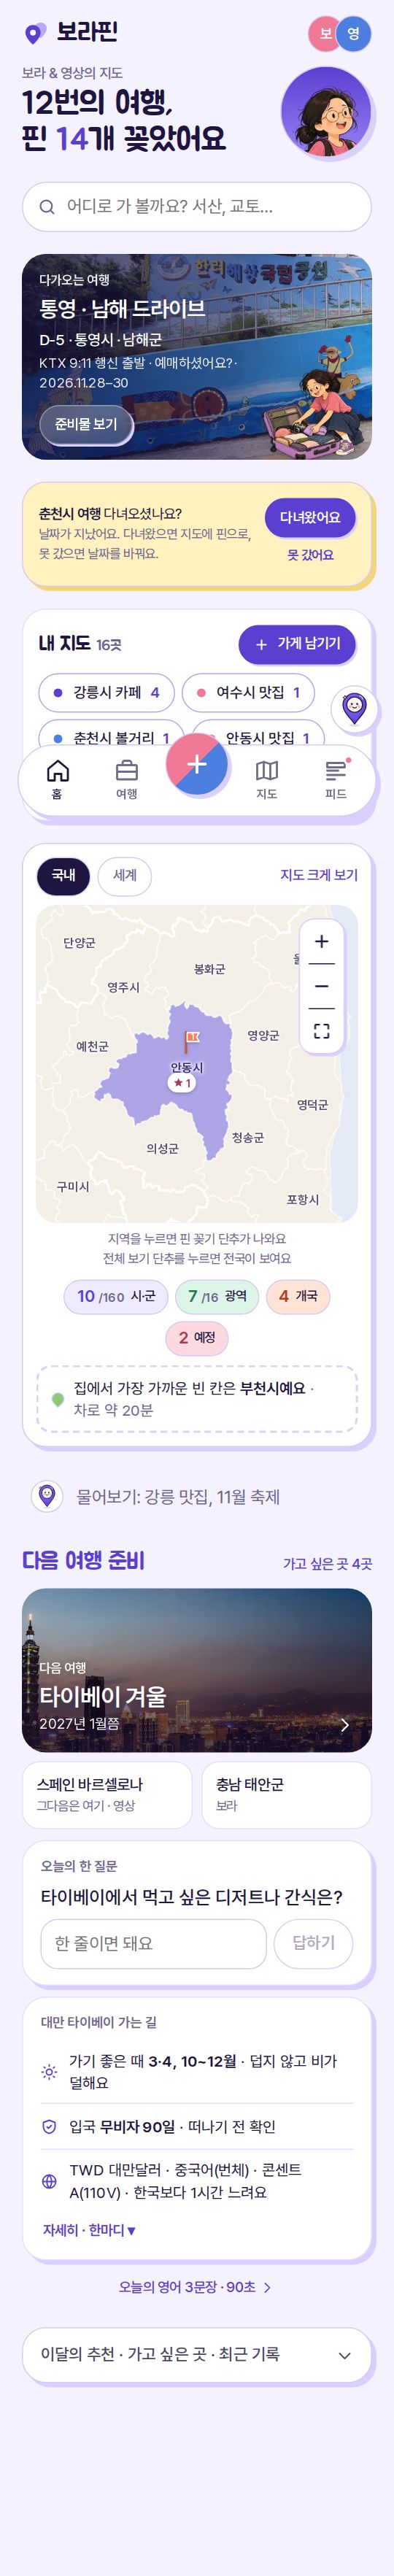 보라핀
보 영
보라 & 영상의 지도
12번의 여행,
핀 14개 꽂았어요
어디로 가 볼까요? 서산, 교토...
한려해상국립공원
다가오는 여행
통영 · 남해 드라이브
D-5 · 통영시 · 남해군
KTX 9:11 행신 출발 · 예매하셨어요? ·
2026.11.28–30
준비물 보기
춘천시 여행 다녀오셨나요?
날짜가 지났어요. 다녀왔으면 지도에 핀으로,
못 갔으면 날짜를 바꿔요.
다녀왔어요
못 갔어요
내 지도 16곳
+ 가게 남기기
강릉시 카페 4
여수시 맛집 1
춘천시 볼거리 1
안동시 맛집 1
홈
여행
지도
피드
국내
세계
지도 크게 보기
단양군
봉화군
울
영주시
예천군
영양군
안동시
★ 1
영덕군
청송군
의성군
구미시
포항시
지역을 누르면 핀 꽂기 단추가 나와요
전체 보기 단추를 누르면 전국이 보여요
10 /160 시·군
7 /16 광역
4 개국
2 예정
집에서 가장 가까운 빈 칸은 부천시예요 ·
차로 약 20분
물어보기: 강릉 맛집, 11월 축제
다음 여행 준비
가고 싶은 곳 4곳
다음 여행
타이베이 겨울
2027년 1월쯤
스페인 바르셀로나
그다음은 여기 · 영상
충남 태안군
보라
오늘의 한 질문
타이베이에서 먹고 싶은 디저트나 간식은?
한 줄이면 돼요
답하기
대만 타이베이 가는 길
가기 좋은 때 3·4, 10~12월 · 덥지 않고 비가
덜해요
입국 무비자 90일 · 떠나기 전 확인
TWD 대만달러 · 중국어(번체) · 콘센트
A(110V) · 한국보다 1시간 느려요
자세히 · 한마디 ▾
오늘의 영어 3문장 · 90초
이달의 추천 · 가고 싶은 곳 · 최근 기록